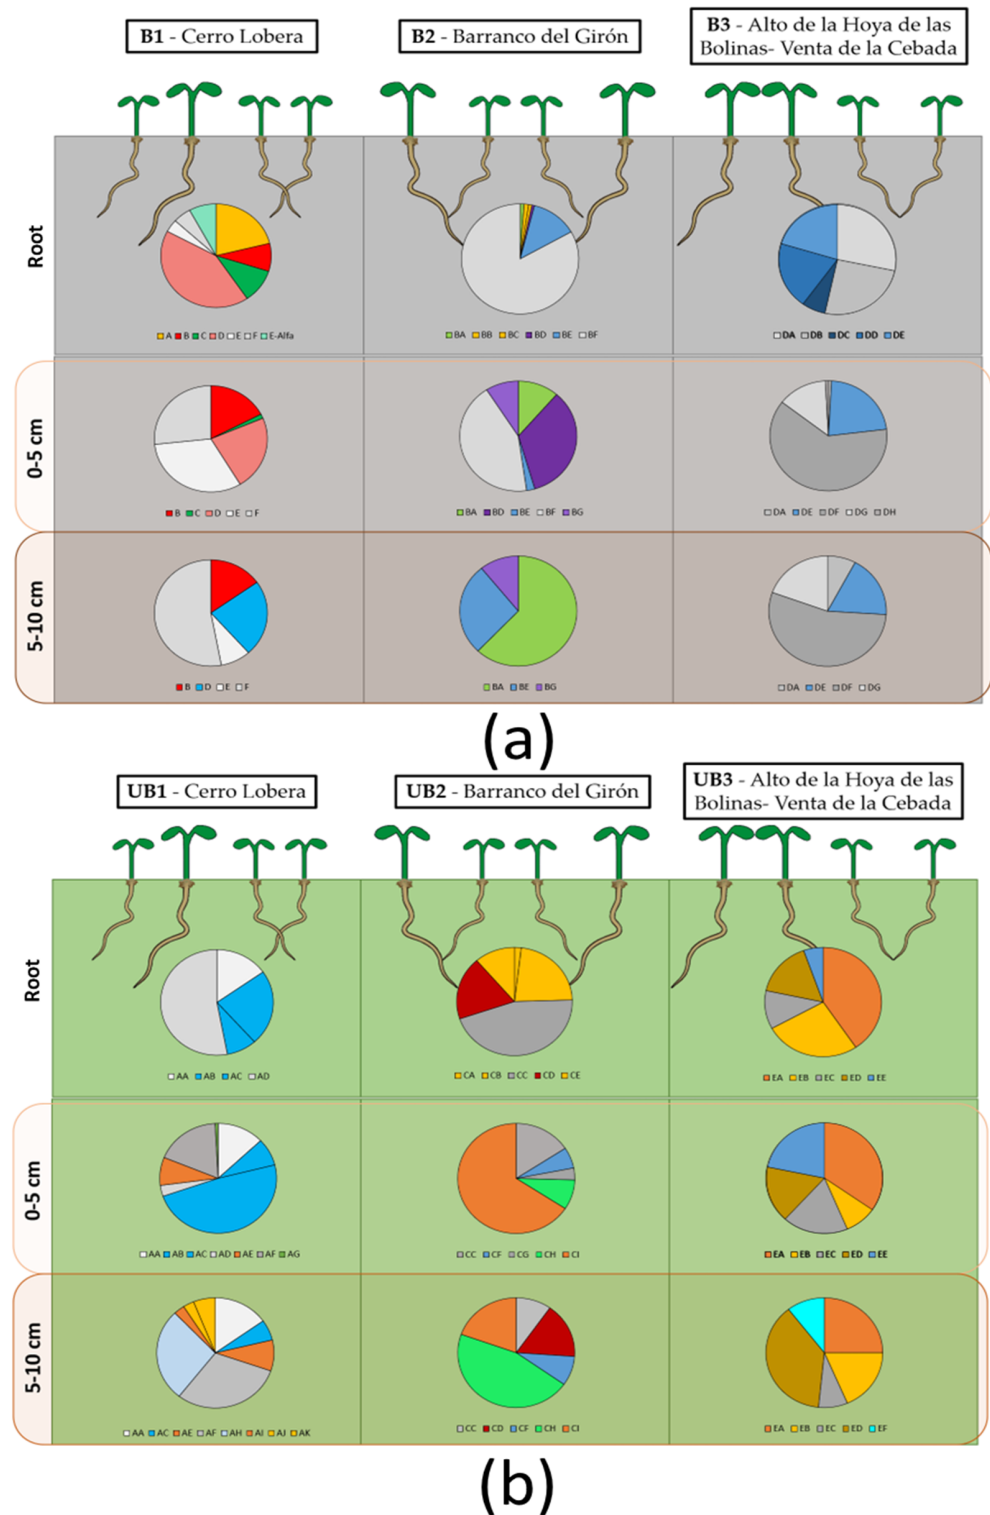 B1 - Cerro Lobera
B2 - Barranco del Girón
B3 - Alto de la Hoya de las
Bolinas- Venta de la Cebada
Root
A B C D E F E-Alfa
BA BB BC BD BE BF
DA DB DC DD DE
0-5 cm
B C D E F
BA BD BE BF BG
DA DE DF DG DH
5-10 cm
B D E F
BA BE BG
DA DE DF DG
(a)
UB1 - Cerro Lobera
UB2 - Barranco del Girón
UB3 - Alto de la Hoya de las
Bolinas- Venta de la Cebada
Root
AA AB AC AD
CA CB CC CD CE
EA EB EC ED EE
0-5 cm
AA AB AC AD AE AF AG
CC CF CG CH CI
EA EB EC ED EE
5-10 cm
AA AC AE AF AH AI AJ AK
CC CD CF CH CI
EA EB EC ED EF
(b)